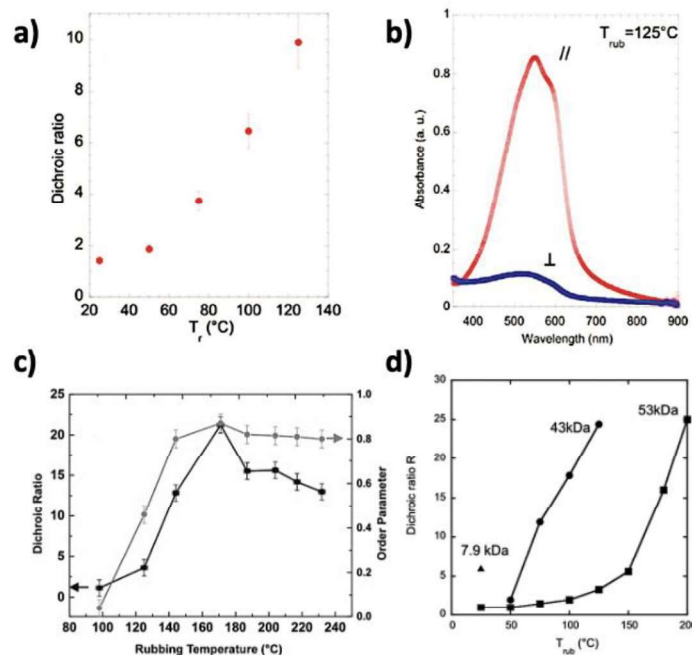 a)
10
8
6
4
2
0
Dichroic ratio
20 40 60 80 100 120 140
T_r (°C)
b)
T_rub=125°C
//
⊥
1
0.8
0.6
0.4
0.2
0
Absorbance (a. u.)
400 500 600 700 800 900
Wavelength (nm)
c)
25
20
15
10
5
0
Dichroic Ratio
1.0
0.8
0.6
0.4
0.2
0.0
Order Parameter
80 100 120 140 160 180 200 220 240
Rubbing Temperature (°C)
d)
30
25
20
15
10
5
0
Dichroic ratio R
53kDa
43kDa
7.9 kDa
0 50 100 150 200
T_rub (°C)